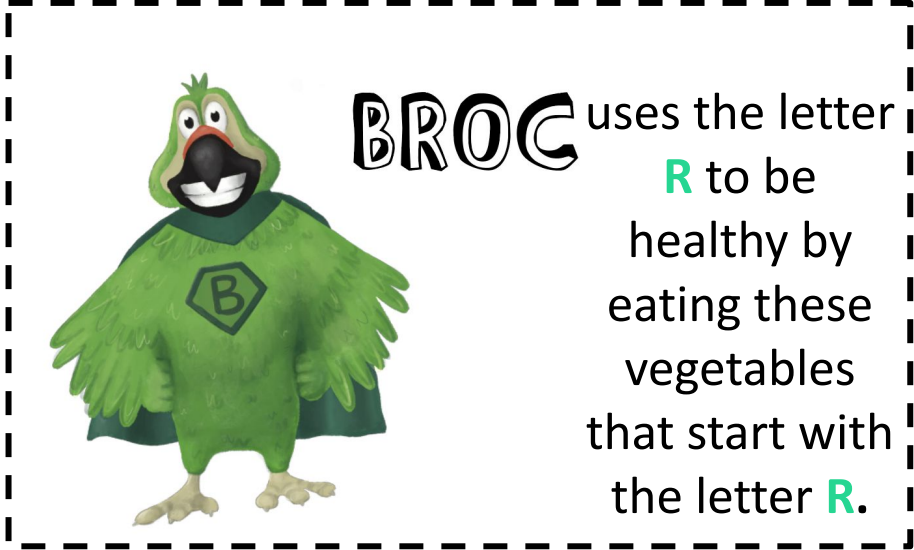 BROC uses the letter
R to be
healthy by
eating these
vegetables
that start with
the letter R.
B